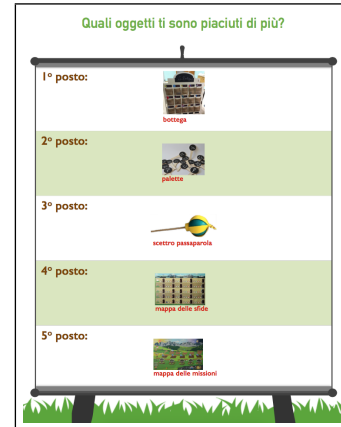 Quali oggetti ti sono piaciuti di più?
1° posto:
bottega
2° posto:
palette
3° posto:
scettro passaparola
4° posto:
mappa delle sfide
5° posto:
mappa delle missioni